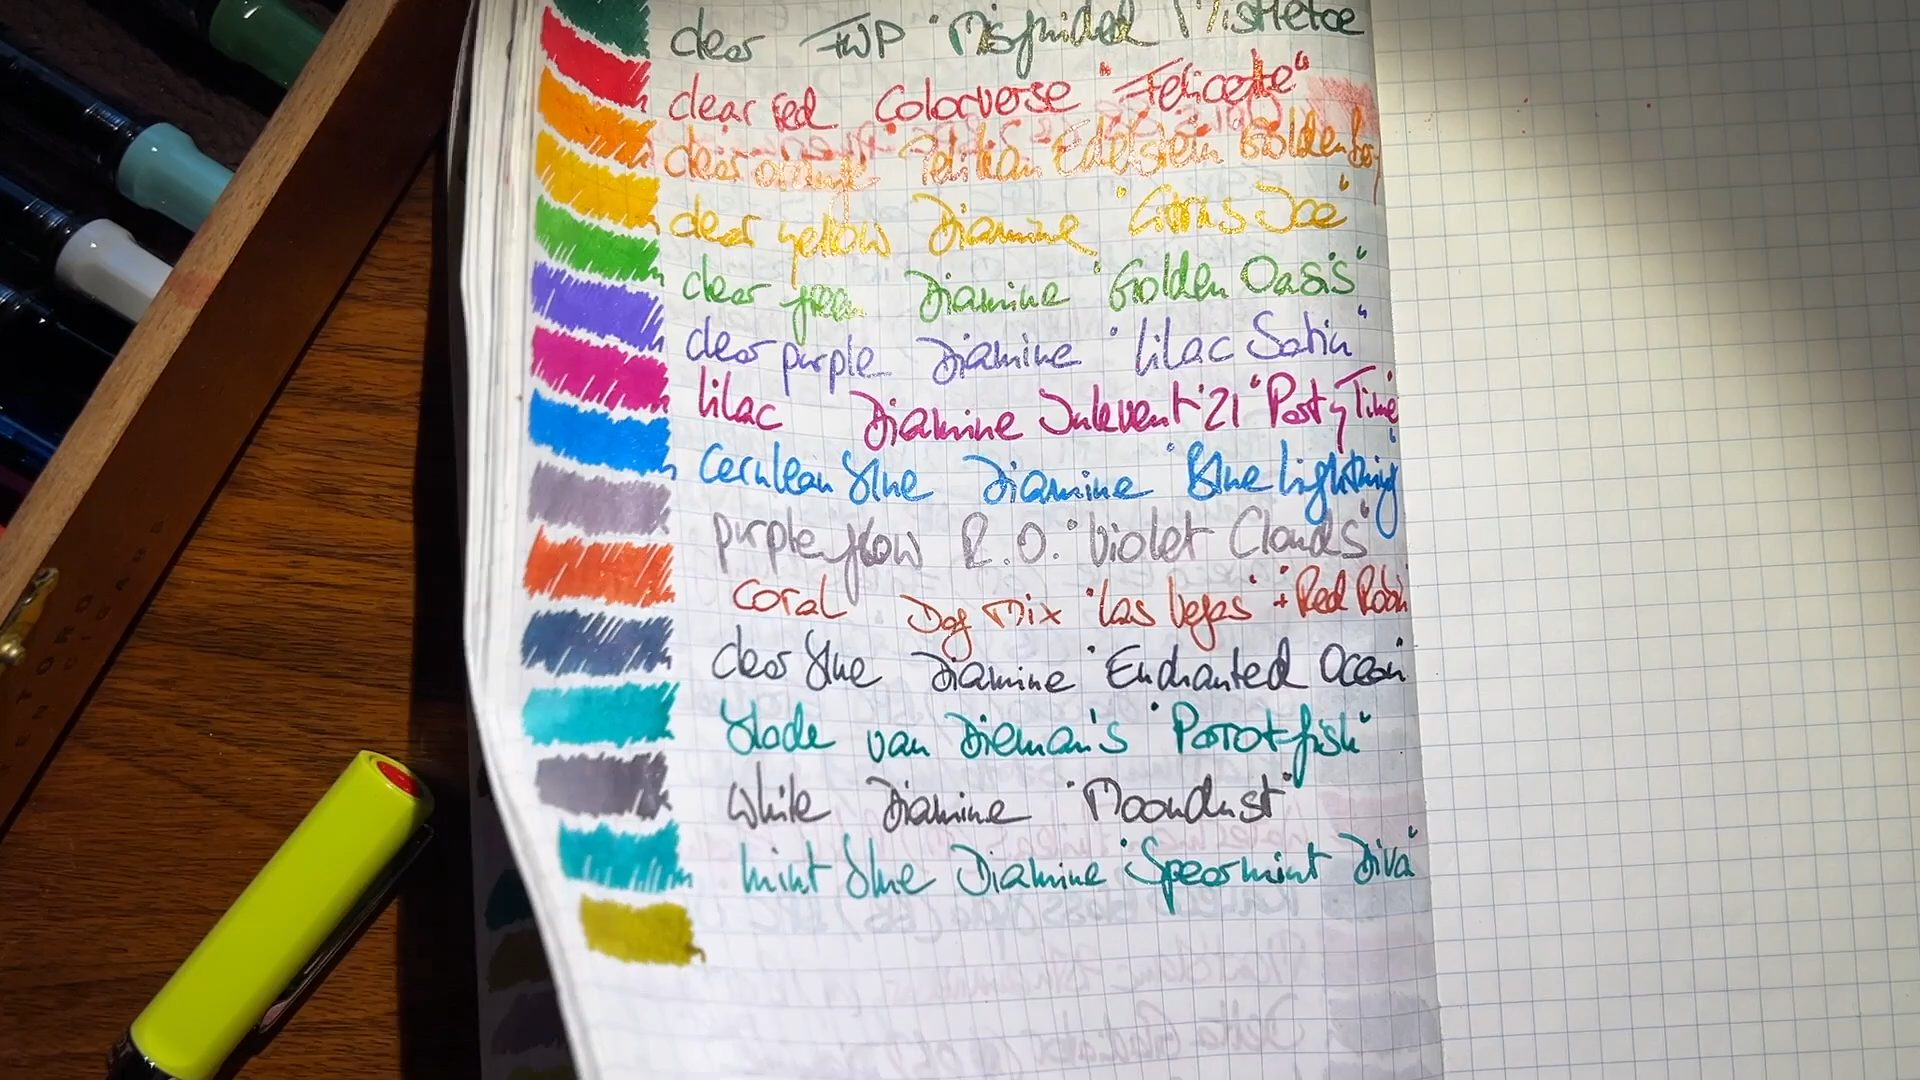 clear FWP "Misguided Mistletoe
clear red Colorverse "Felicette"
clear orange Pelikan Edelstein Golden
clear yellow Diamine "Citrus Ice"
clear green Diamine "Golden Oasis"
clear purple Diamine "Lilac Satin"
lilac Diamine Inkvent '21 "Party Time"
Cerulean blue Diamine "Blue Lightning"
purple glow R.O. "Violet Clouds"
Coral Dog Mix "Las Vegas" + "Red Robin
clear blue Diamine "Enchanted Ocean"
van Dieman's "Parrotfish"
White Diamine "Moondust"
mint blue Diamine "Spearmint Diva"